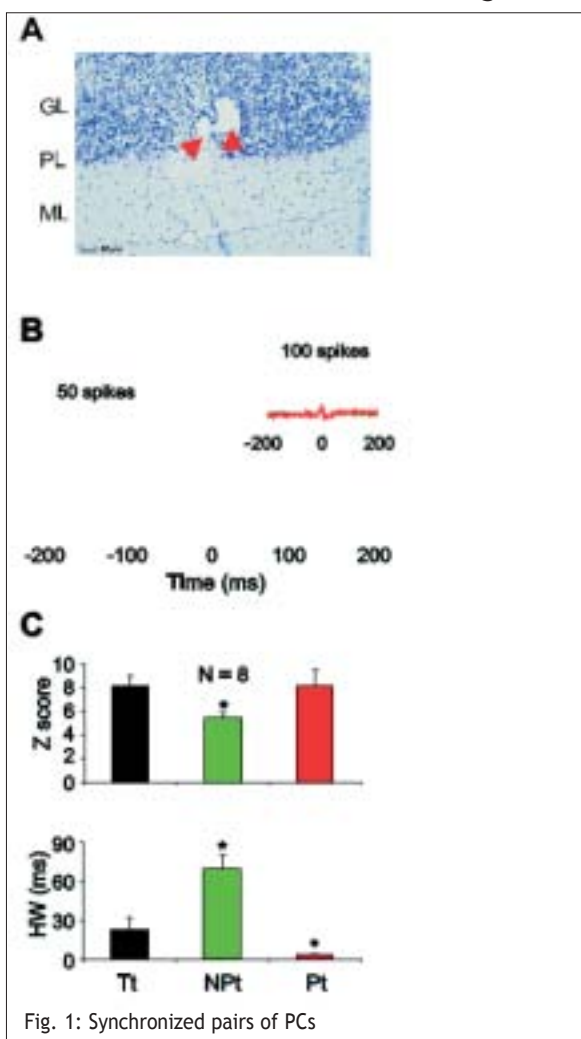 A
GL
PL
ML
B
100 spikes
50 spikes
-200 0 200
-200 -100 0 100 200
Time (ms)
C
10
8
6
4
2
0
Z score
N = 8
*
90
60
30
0
HW (ms)
*
*
Tt NPt Pt
Fig. 1: Synchronized pairs of PCs